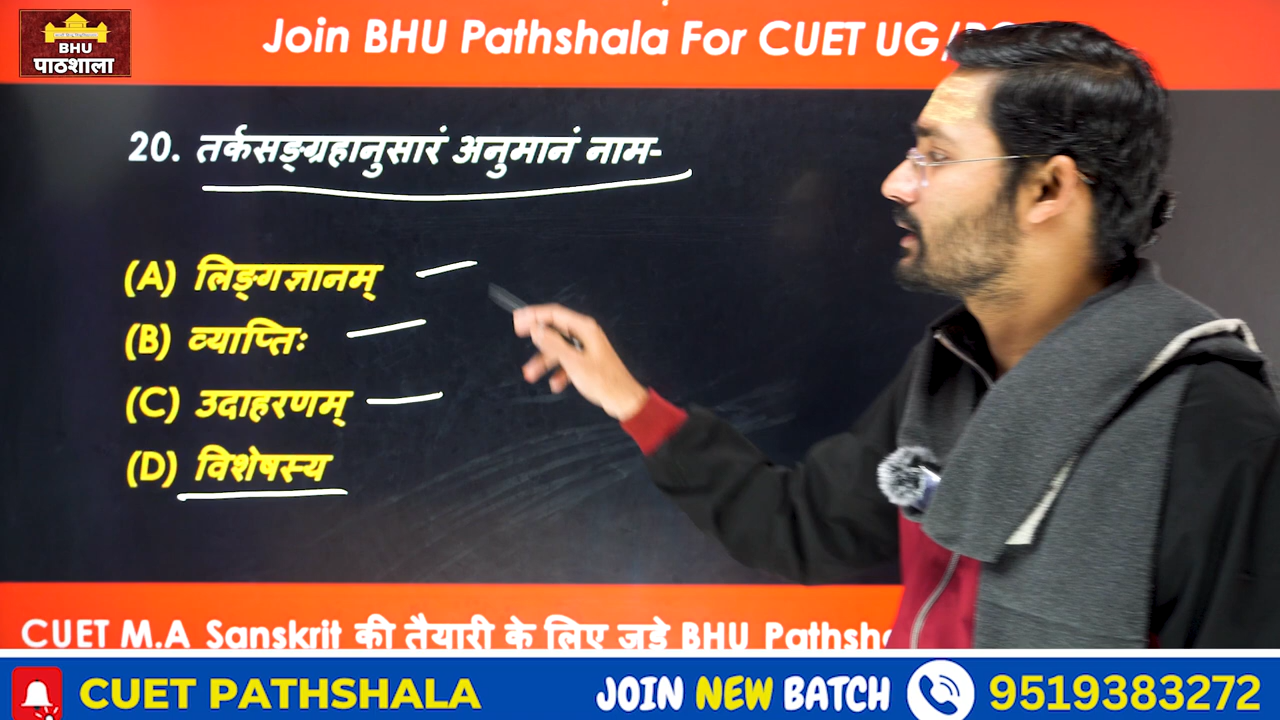 Join BHU Pathshala For CUET UG/
BHU
पाठशाला
20. तर्कसङ्ग्रहानुसारं अनुमानं नाम-
(A) लिङ्गज्ञानम्
(B) व्याप्तिः
(C) उदाहरणम्
(D) विशेषस्य
CUET M.A Sanskrit की तैयारी के लिए जुड़े BHU
CUET PATHSHALA
JOIN NEW BATCH
9519383272